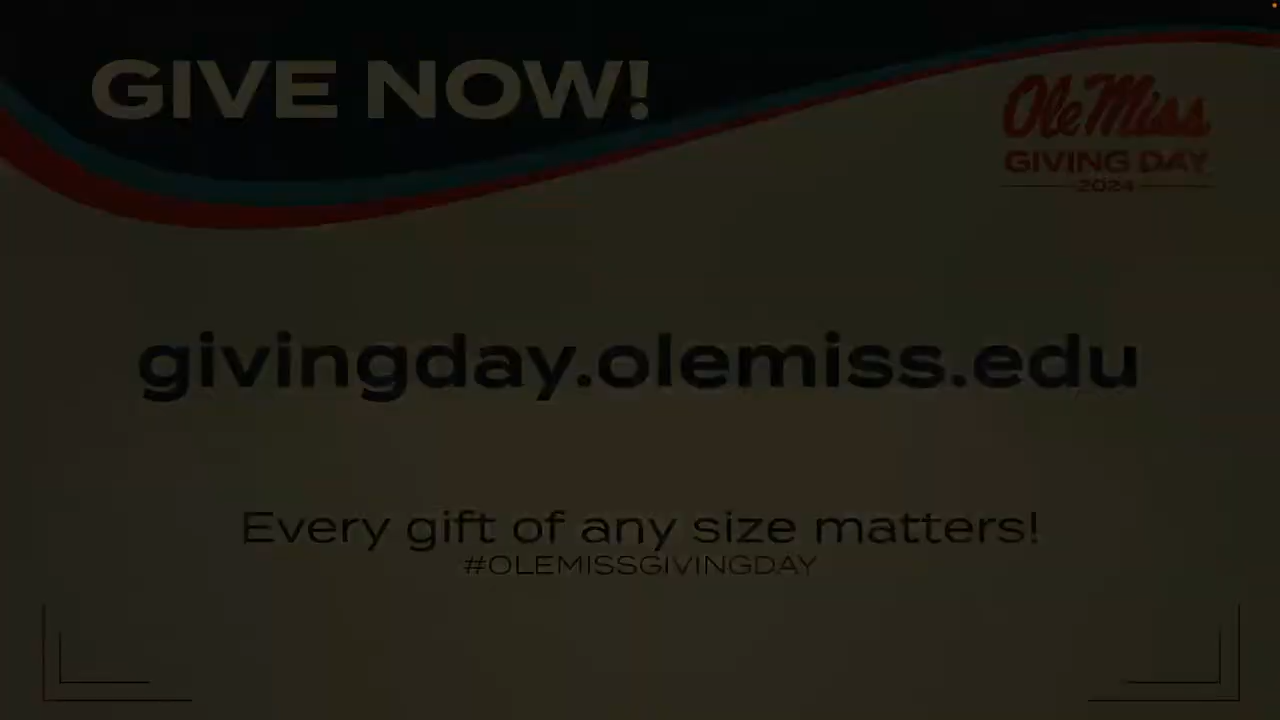 GIVE NOW!
Ole Miss
GIVING DAY
2024
givingday.olemiss.edu
Every gift of any size matters!
#OLEMISSGIVINGDAY